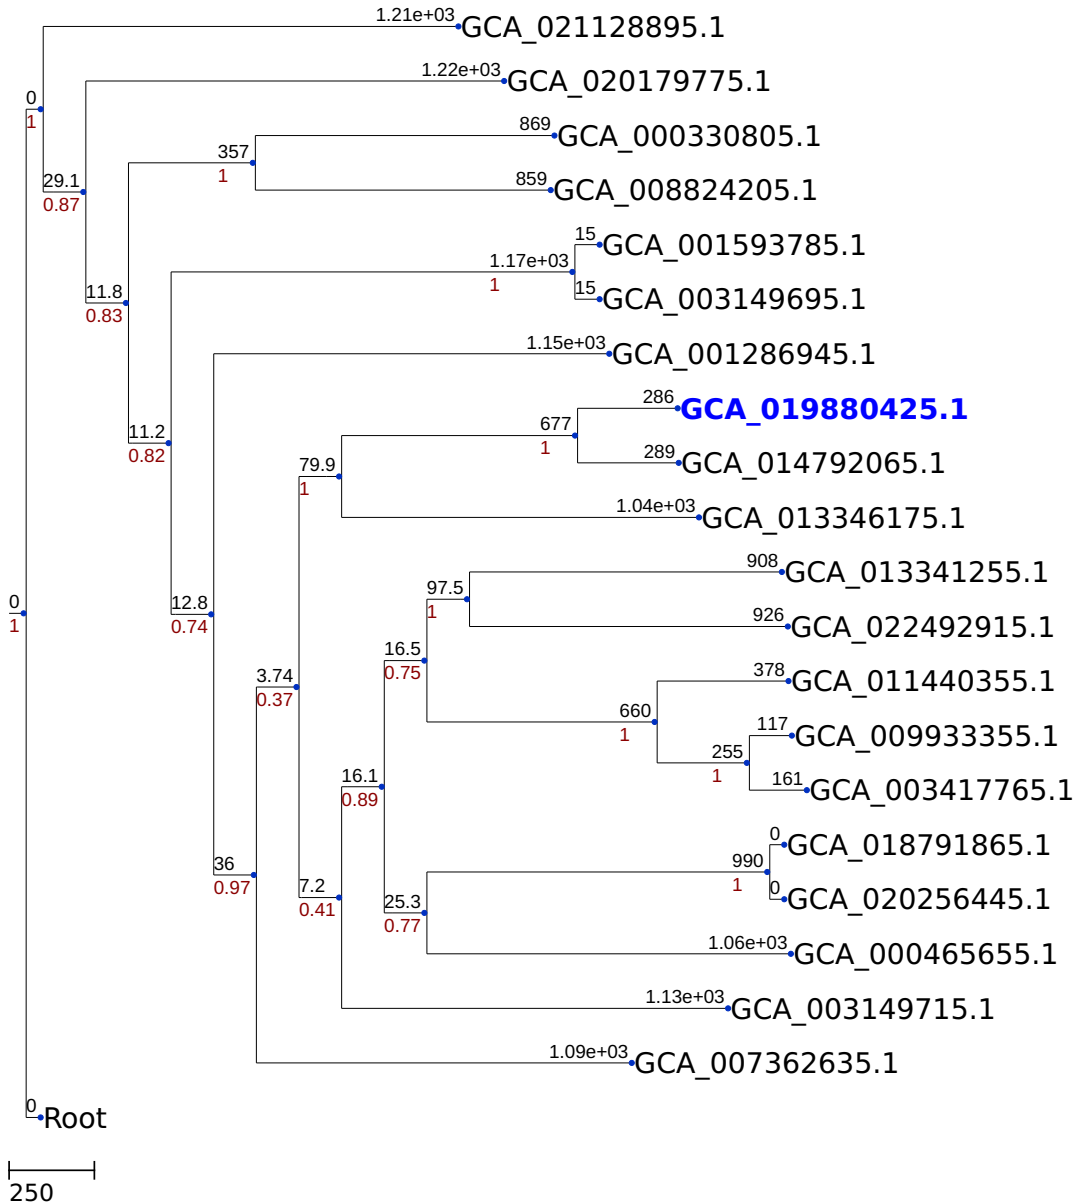 1.21e+03
GCA_021128895.1
1.22e+03
GCA_020179775.1
0
1
869
GCA_000330805.1
357
1
859
GCA_008824205.1
29.1
0.87
15
GCA_001593785.1
1.17e+03
1
15
GCA_003149695.1
11.8
0.83
1.15e+03
GCA_001286945.1
286
GCA_019880425.1
677
1
11.2
0.82
289
GCA_014792065.1
79.9
1
1.04e+03
GCA_013346175.1
908
GCA_013341255.1
97.5
1
0
1
12.8
0.74
926
GCA_022492915.1
16.5
0.75
3.74
0.37
378
GCA_011440355.1
660
1
117
GCA_009933355.1
255
1
161
GCA_003417765.1
16.1
0.89
0
GCA_018791865.1
990
1
36
0.97
7.2
0.41
0
GCA_020256445.1
25.3
0.77
1.06e+03
GCA_000465655.1
1.13e+03
GCA_003149715.1
1.09e+03
GCA_007362635.1
0
Root
250